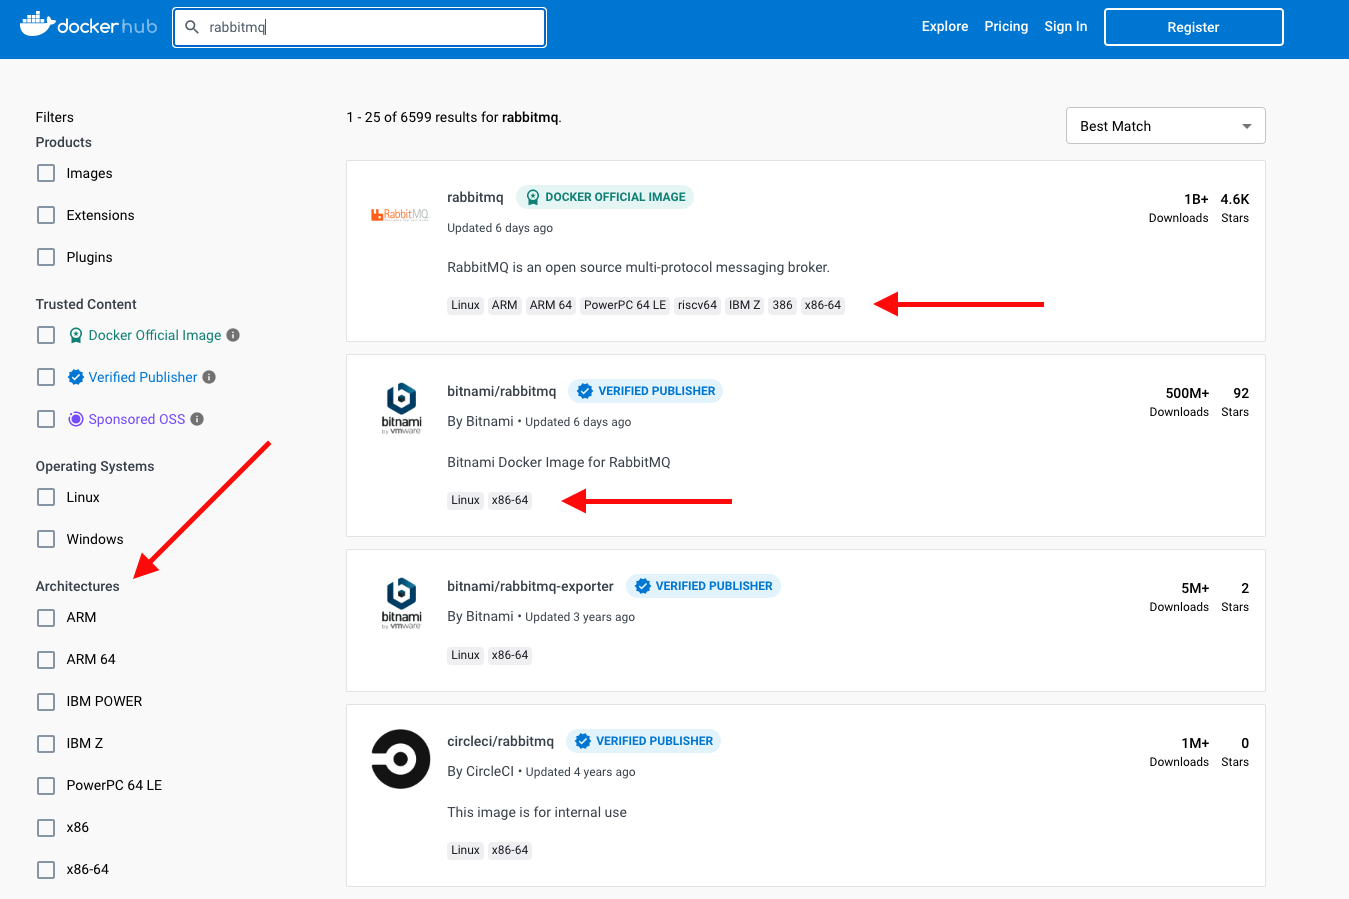 dockerhub
rabbitmq
Explore Pricing Sign In Register
Filters
Products
Images
Extensions
Plugins
Trusted Content
Docker Official Image
Verified Publisher
Sponsored OSS
Operating Systems
Linux
Windows
Architectures
ARM
ARM 64
IBM POWER
IBM Z
PowerPC 64 LE
x86
x86-64
1 - 25 of 6599 results for rabbitmq.
Best Match
RabbitMQ
rabbitmq DOCKER OFFICIAL IMAGE
Updated 6 days ago
1B+ 4.6K
Downloads Stars
RabbitMQ is an open source multi-protocol messaging broker.
Linux ARM ARM 64 PowerPC 64 LE riscv64 IBM Z 386 x86-64
bitnami
by vmware
bitnami/rabbitmq VERIFIED PUBLISHER
By Bitnami • Updated 6 days ago
500M+ 92
Downloads Stars
Bitnami Docker Image for RabbitMQ
Linux x86-64
bitnami
by vmware
bitnami/rabbitmq-exporter VERIFIED PUBLISHER
By Bitnami • Updated 3 years ago
5M+ 2
Downloads Stars
Linux x86-64
circleci/rabbitmq VERIFIED PUBLISHER
By CircleCI • Updated 4 years ago
1M+ 0
Downloads Stars
This image is for internal use
Linux x86-64